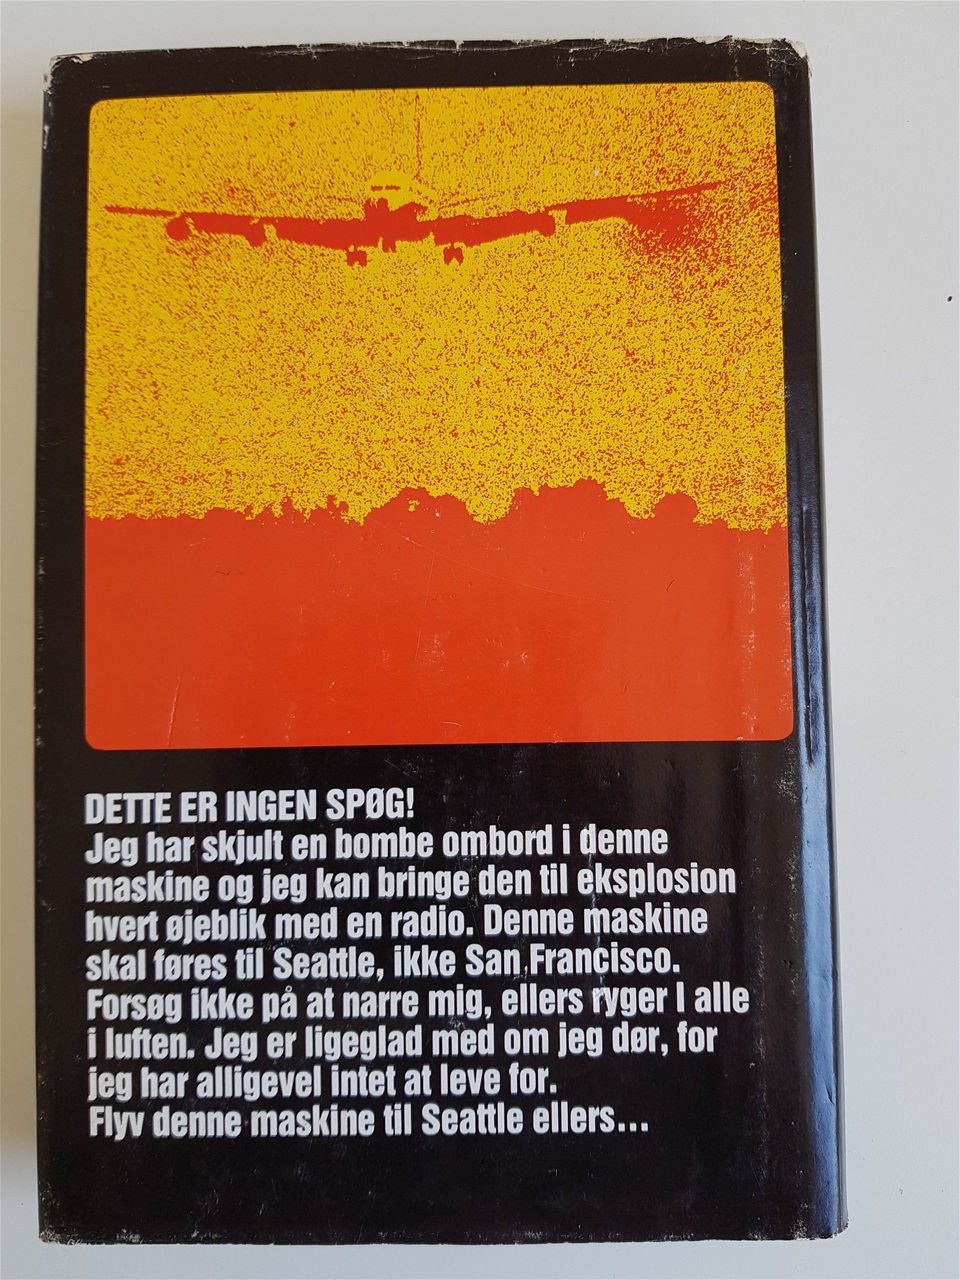 DETTE ER INGEN SPØG!
Jeg har skjult en bombe ombord i denne
maskine og jeg kan bringe den til eksplosion
hvert øjeblik med en radio. Denne maskine
skal føres til Seattle, ikke San Francisco.
Forsøg ikke på at narre mig, ellers ryger I alle
i luften. Jeg er ligeglad med om jeg dør, for
jeg har alligevel intet at leve for.
Flyv denne maskine til Seattle ellers...